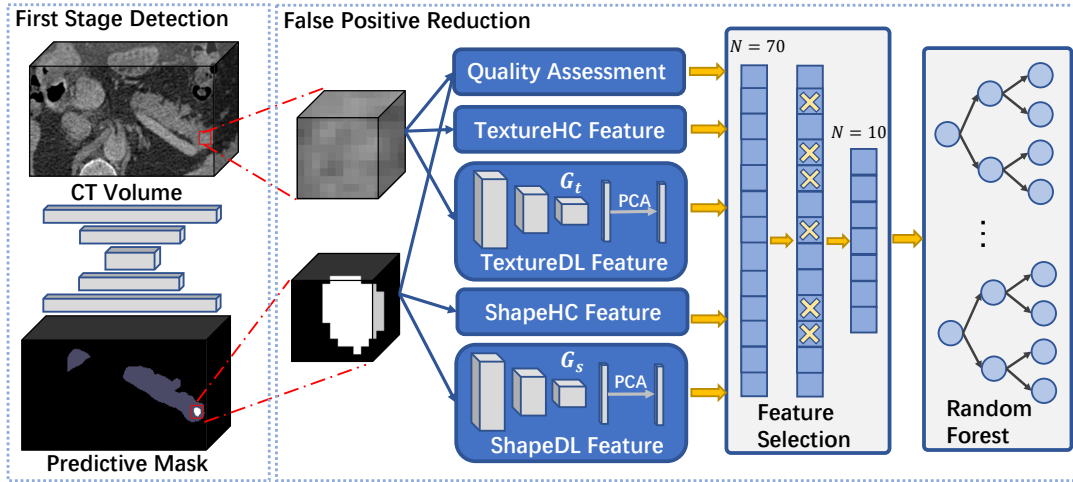 First Stage Detection
CT Volume
Predictive Mask
False Positive Reduction
Quality Assessment
TextureHC Feature
G_t
PCA
TextureDL Feature
ShapeHC Feature
G_s
PCA
ShapeDL Feature
N = 70
N = 10
Feature
Selection
...
Random
Forest